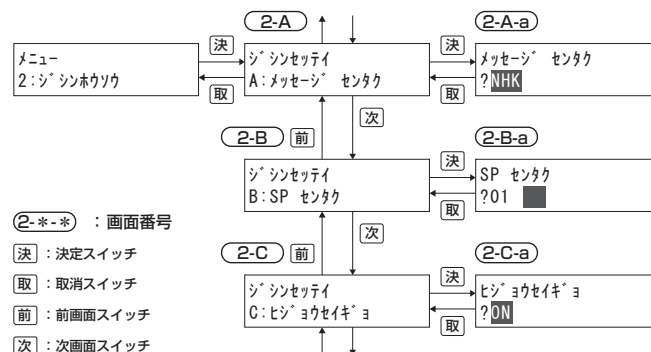 2-A
2-A-a
メニュー
2:ジシンホウソウ
決
取
ジシンセッテイ
A:メッセージ センタク
決
取
メッセージ センタク
?NHK
2-B
前
次
2-B-a
ジシンセッテイ
B:SP センタク
決
取
SP センタク
?01
2-C
前
次
2-C-a
ジシンセッテイ
C:ヒジョウセイギョ
決
取
ヒジョウセイギョ
?ON
2-*-* :画面番号
決 :決定スイッチ
取 :取消スイッチ
前 :前画面スイッチ
次 :次画面スイッチ